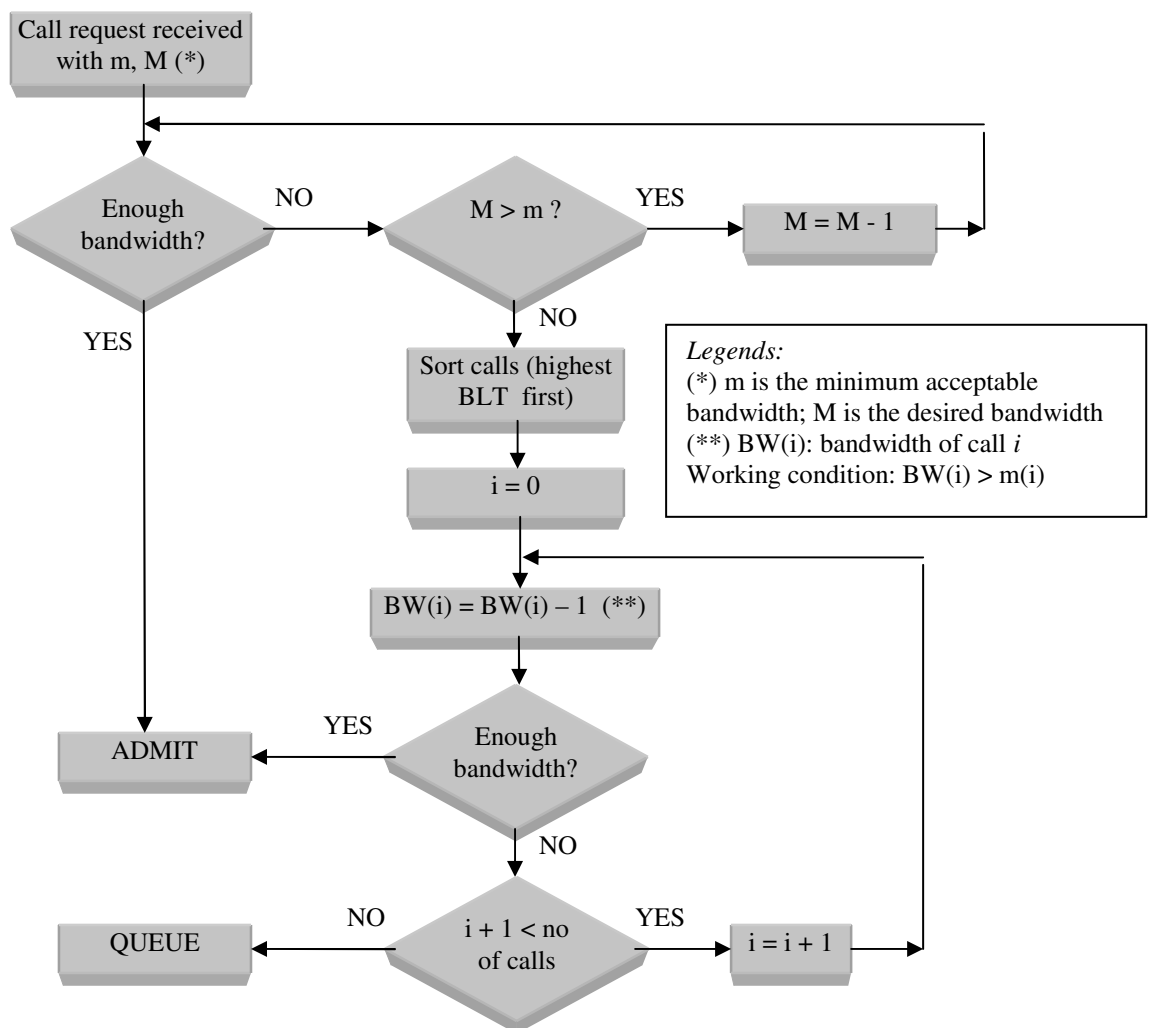 Call request received
with m, M (*)
Enough
bandwidth?
NO
M > m ?
YES
M = M - 1
YES
NO
Sort calls (highest
BLT first)
Legends:
(*) m is the minimum acceptable
bandwidth; M is the desired bandwidth
(**) BW(i): bandwidth of call i
Working condition: BW(i) > m(i)
i = 0
BW(i) = BW(i) – 1 (**)
YES
Enough
bandwidth?
ADMIT
NO
NO
i + 1 < no
of calls
YES
QUEUE
i = i + 1